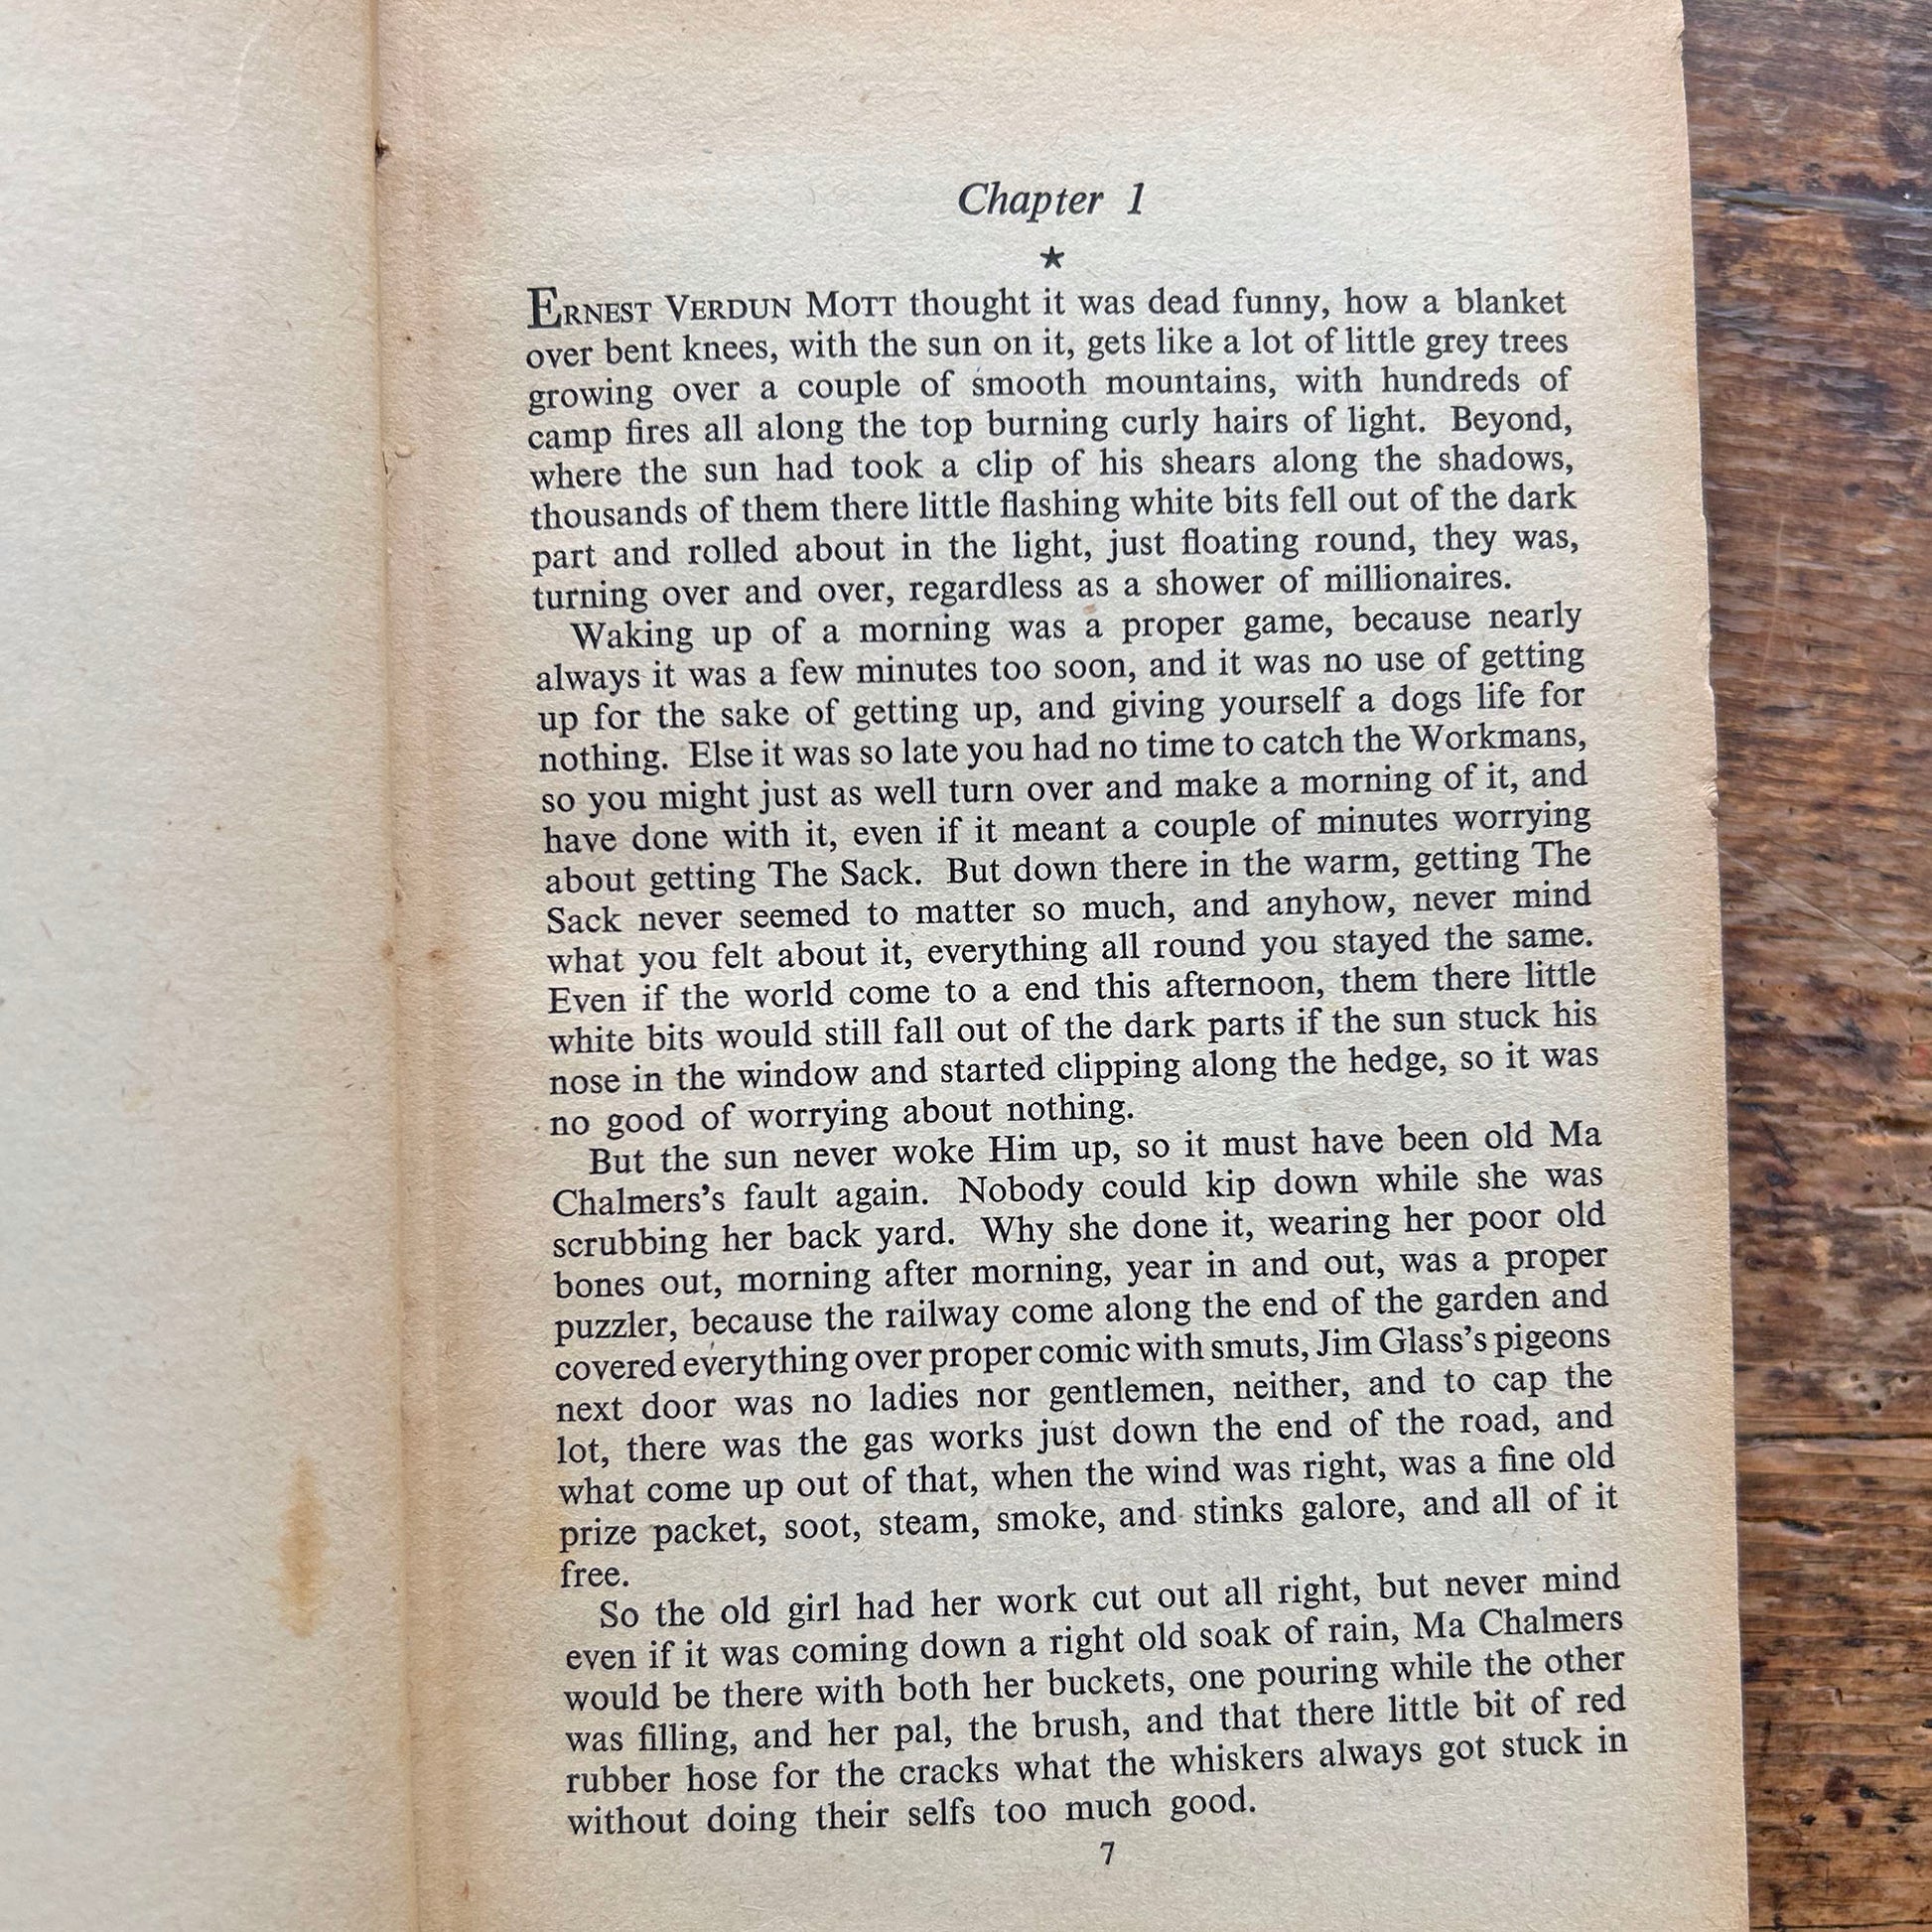 Chapter 1
★
ERNEST VERDUN MOTT thought it was dead funny, how a blanket
over bent knees, with the sun on it, gets like a lot of little grey trees
growing over a couple of smooth mountains, with hundreds of
camp fires all along the top burning curly hairs of light. Beyond,
where the sun had took a clip of his shears along the shadows,
thousands of them there little flashing white bits fell out of the dark
part and rolled about in the light, just floating round, they was,
turning over and over, regardless as a shower of millionaires.
Waking up of a morning was a proper game, because nearly
always it was a few minutes too soon, and it was no use of getting
up for the sake of getting up, and giving yourself a dogs life for
nothing. Else it was so late you had no time to catch the Workmans,
so you might just as well turn over and make a morning of it, and
have done with it, even if it meant a couple of minutes worrying
about getting The Sack. But down there in the warm, getting The
Sack never seemed to matter so much, and anyhow, never mind
what you felt about it, everything all round you stayed the same.
Even if the world come to a end this afternoon, them there little
white bits would still fall out of the dark parts if the sun stuck his
nose in the window and started clipping along the hedge, so it was
no good of worrying about nothing.
But the sun never woke Him up, so it must have been old Ma
Chalmers's fault again. Nobody could kip down while she was
scrubbing her back yard. Why she done it, wearing her poor old
bones out, morning after morning, year in and out, was a proper
puzzler, because the railway come along the end of the garden and
covered everything over proper comic with smuts, Jim Glass's pigeons
next door was no ladies nor gentlemen, neither, and to cap the
lot, there was the gas works just down the end of the road, and
what come up out of that, when the wind was right, was a fine old
prize packet, soot, steam, smoke, and stinks galore, and all of it
free.
So the old girl had her work cut out all right, but never mind
even if it was coming down a right old soak of rain, Ma Chalmers
would be there with both her buckets, one pouring while the other
was filling, and her pal, the brush, and that there little bit of red
rubber hose for the cracks what the whiskers always got stuck in
without doing their selfs too much good.
7